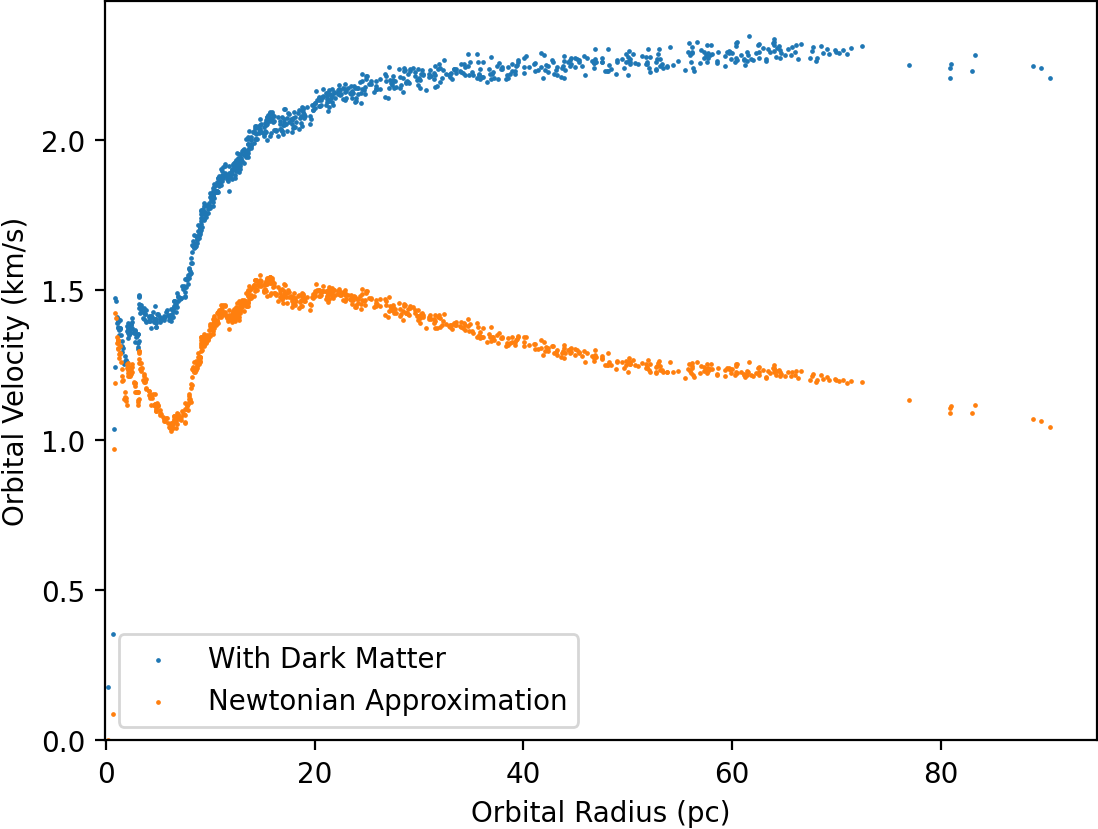 2.0
1.5
1.0
0.5
0.0
Orbital Velocity (km/s)
With Dark Matter
Newtonian Approximation
0 20 40 60 80
Orbital Radius (pc)